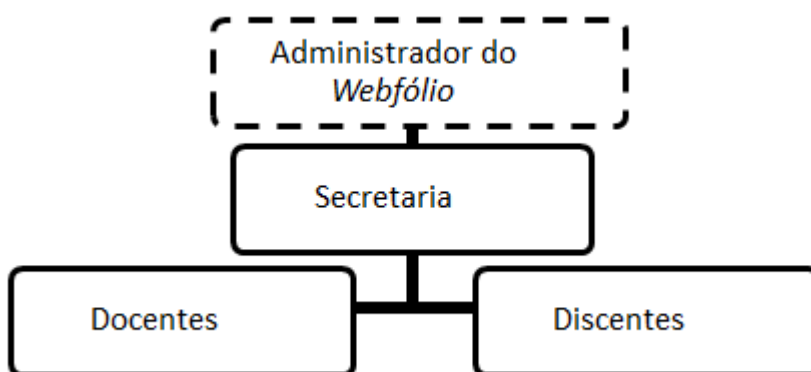 Administrador do
Webfólio
Secretaria
Docentes
Discentes